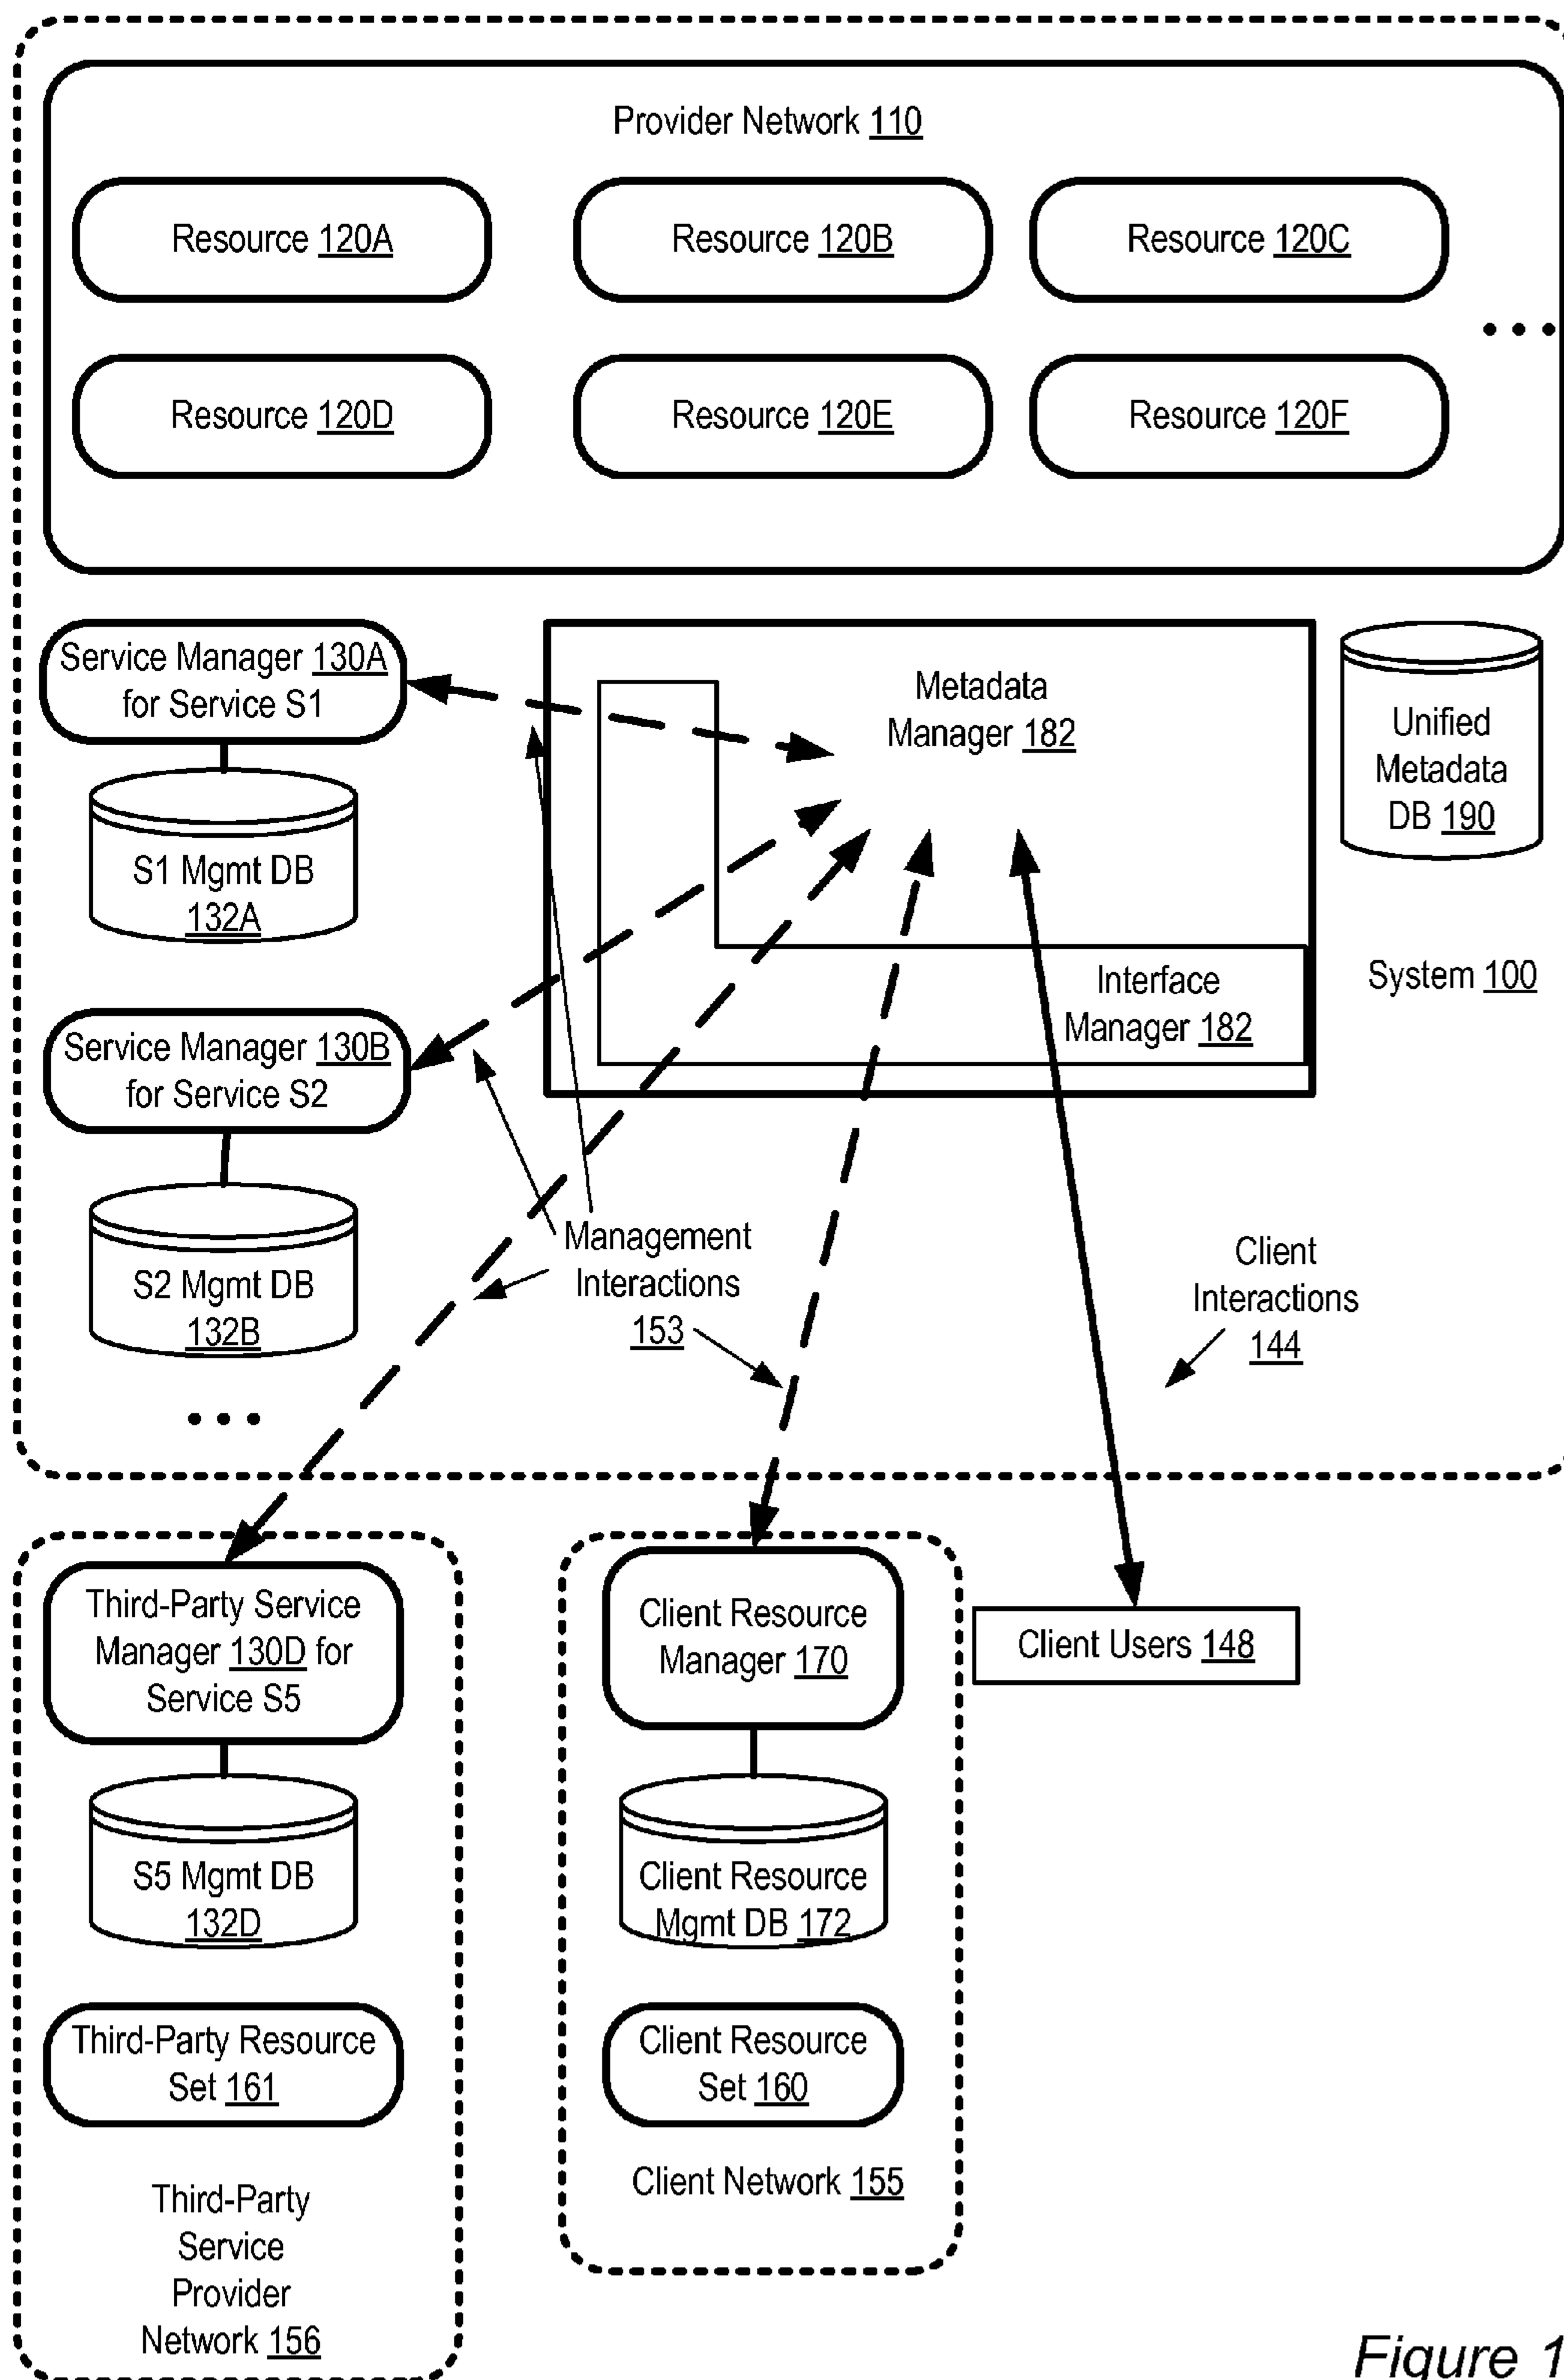 Provider Network 110
Resource 120A
Resource 120B
Resource 120C
Resource 120D
Resource 120E
Resource 120F
Service Manager 130A
for Service S1
S1 Mgmt DB
132A
Metadata
Manager 182
Unified
Metadata
DB 190
Interface
Manager 182
System 100
Service Manager 130B
for Service S2
S2 Mgmt DB
132B
Management
Interactions
153
Client
Interactions
144
Third-Party Service
Manager 130D for
Service S5
S5 Mgmt DB
132D
Third-Party Resource
Set 161
Third-Party
Service
Provider
Network 156
Client Resource
Manager 170
Client Resource
Mgmt DB 172
Client Resource
Set 160
Client Network 155
Client Users 148
Figure 1